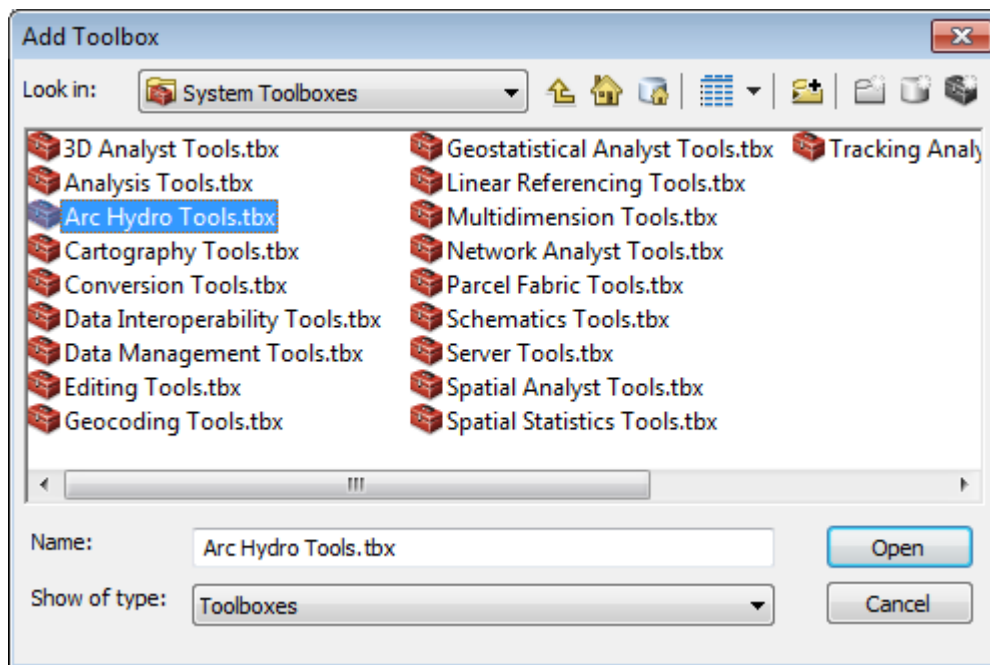 Add Toolbox
Look in: System Toolboxes
3D Analyst Tools.tbx
Analysis Tools.tbx
Arc Hydro Tools.tbx
Cartography Tools.tbx
Conversion Tools.tbx
Data Interoperability Tools.tbx
Data Management Tools.tbx
Editing Tools.tbx
Geocoding Tools.tbx
Geostatistical Analyst Tools.tbx
Linear Referencing Tools.tbx
Multidimension Tools.tbx
Network Analyst Tools.tbx
Parcel Fabric Tools.tbx
Schematics Tools.tbx
Server Tools.tbx
Spatial Analyst Tools.tbx
Spatial Statistics Tools.tbx
Tracking Analy
Name: Arc Hydro Tools.tbx
Open
Show of type: Toolboxes
Cancel